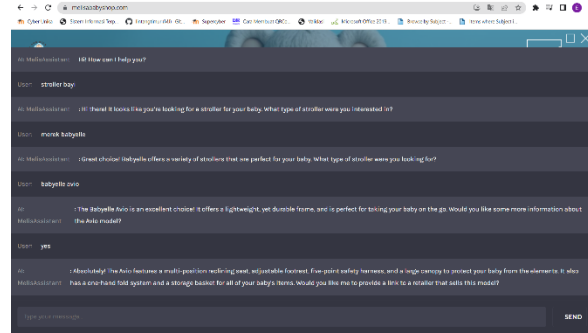 melisababyshop.com
AI MelisAssistant : Hi! How can I help you?
User: stroller bayi
AI MelisAssistant : Hi there! It looks like you're looking for a stroller for your baby. What type of stroller were you interested in?
User: merek babyelle
AI MelisAssistant : Great choice! Babyelle offers a variety of strollers that are perfect for your baby. What type of stroller were you looking for?
User: babyelle avio
AI MelisAssistant : The Babyelle Avio is an excellent choice! It offers a lightweight, yet durable frame, and is perfect for taking your baby on the go. Would you like some more information about
the Avio model?
User: yes
AI MelisAssistant : Absolutely! The Avio features a multi-position reclining seat, adjustable footrest, five-point safety harness, and a large canopy to protect your baby from the elements. It also
has a one-hand fold system and a storage basket for all of your baby's items. Would you like me to provide a link to a retailer that sells this model?
Type your message
SEND